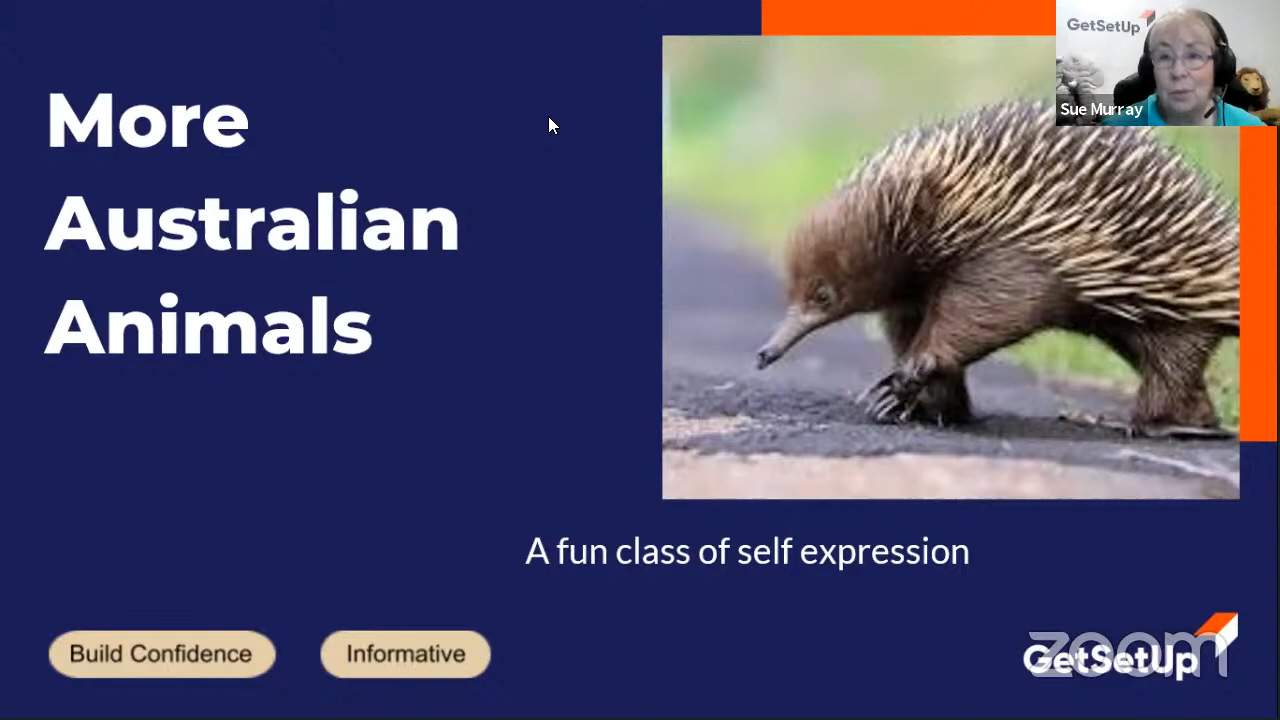 More
Australian
Animals
GetSetUp
Sue Murray
A fun class of self expression
Build Confidence
Informative
GetSetUp
zoom